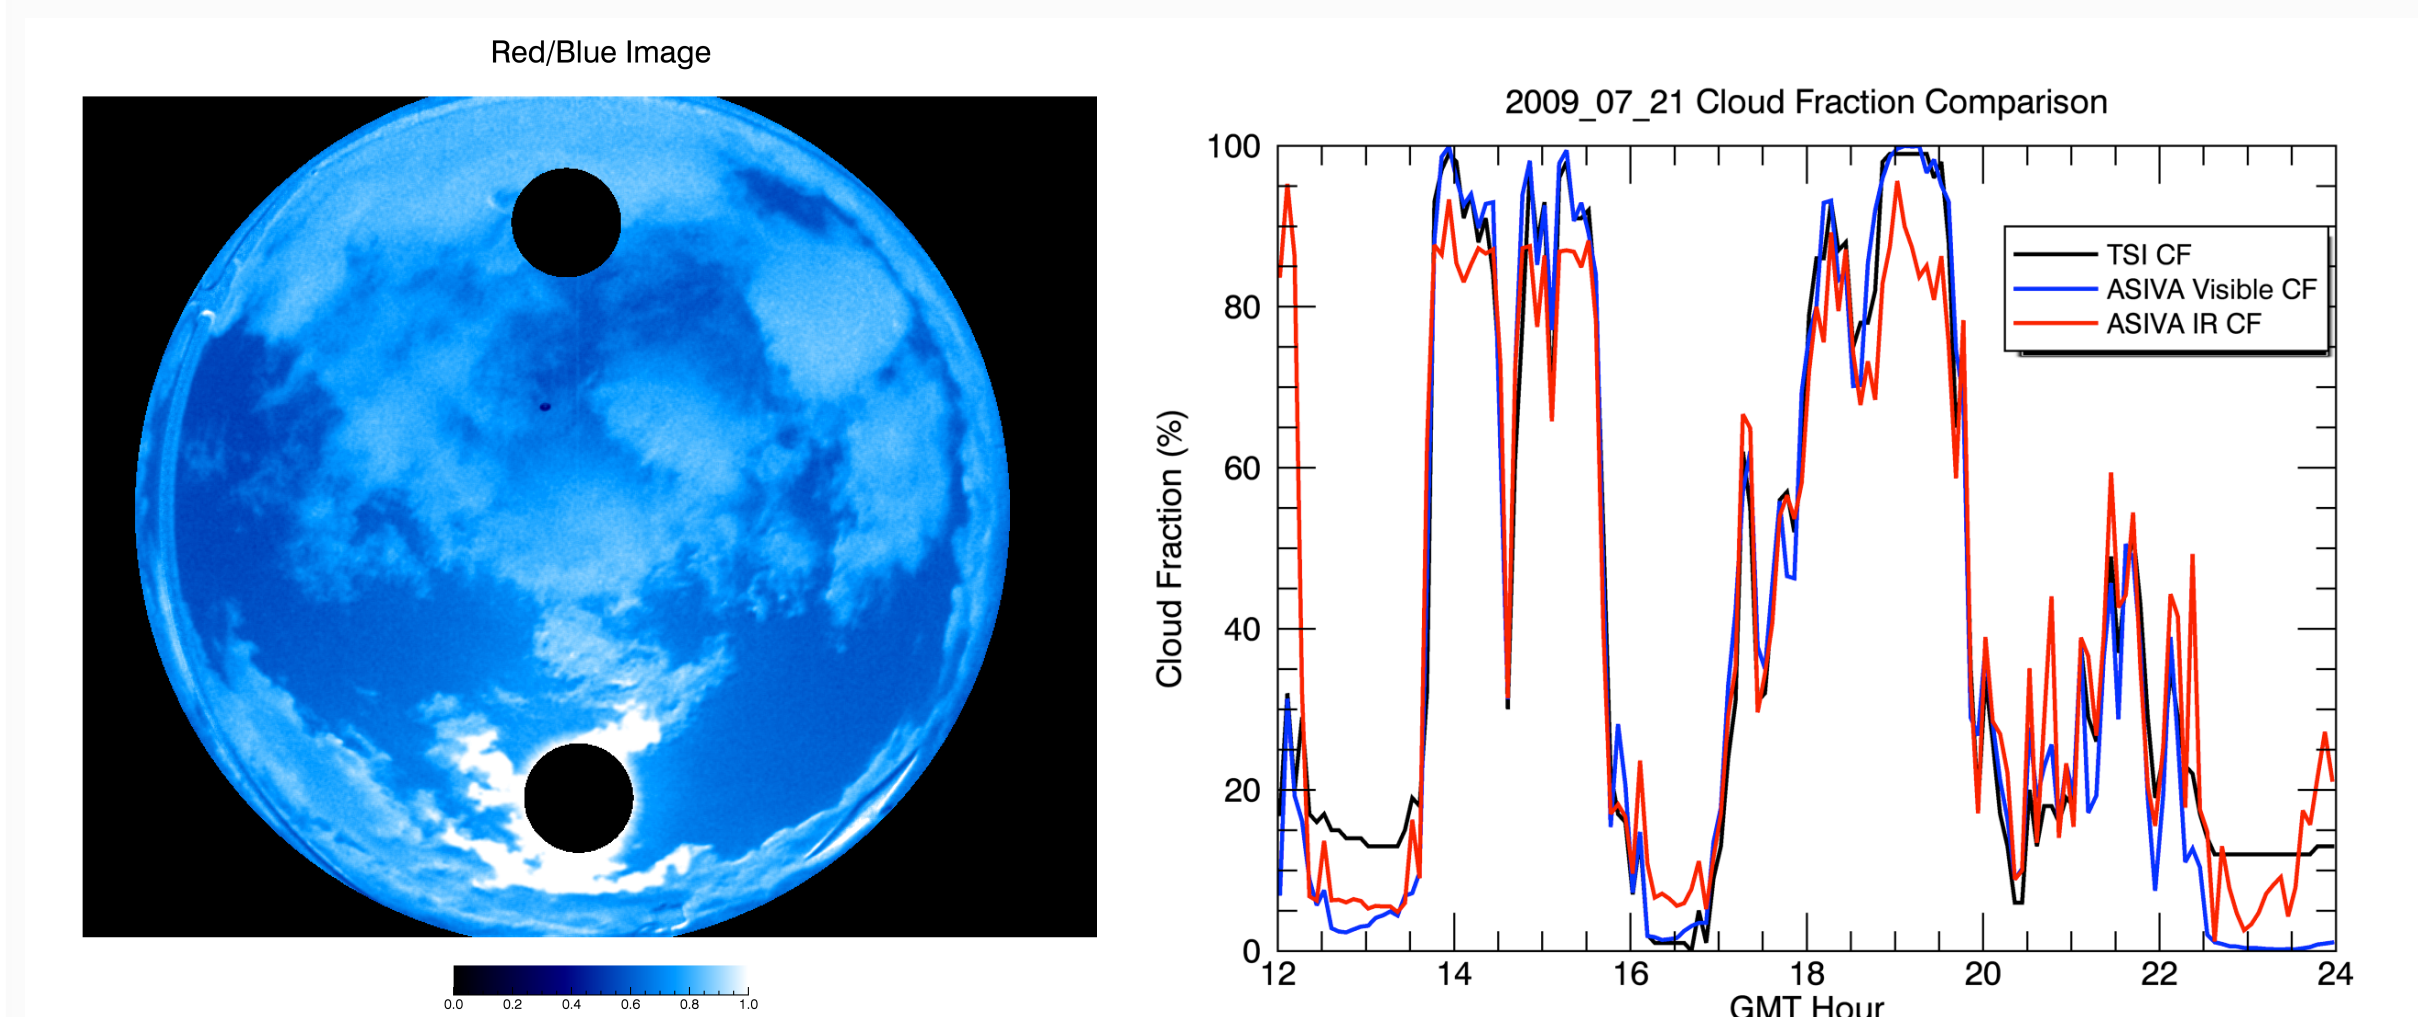 Red/Blue Image
0.0 0.2 0.4 0.6 0.8 1.0
2009_07_21 Cloud Fraction Comparison
Cloud Fraction (%)
100
80
60
40
20
0
TSI CF
ASIVA Visible CF
ASIVA IR CF
12 14 16 18 20 22 24
GMT Hour